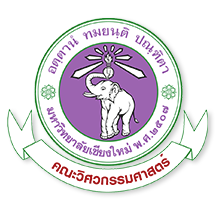 อตฺตานํ ทมยนฺติ ปณฺฑิตา
มหาวิทยาลัยเชียงใหม่ พ.ศ.๒๕๐๗
คณะวิศวกรรมศาสตร์